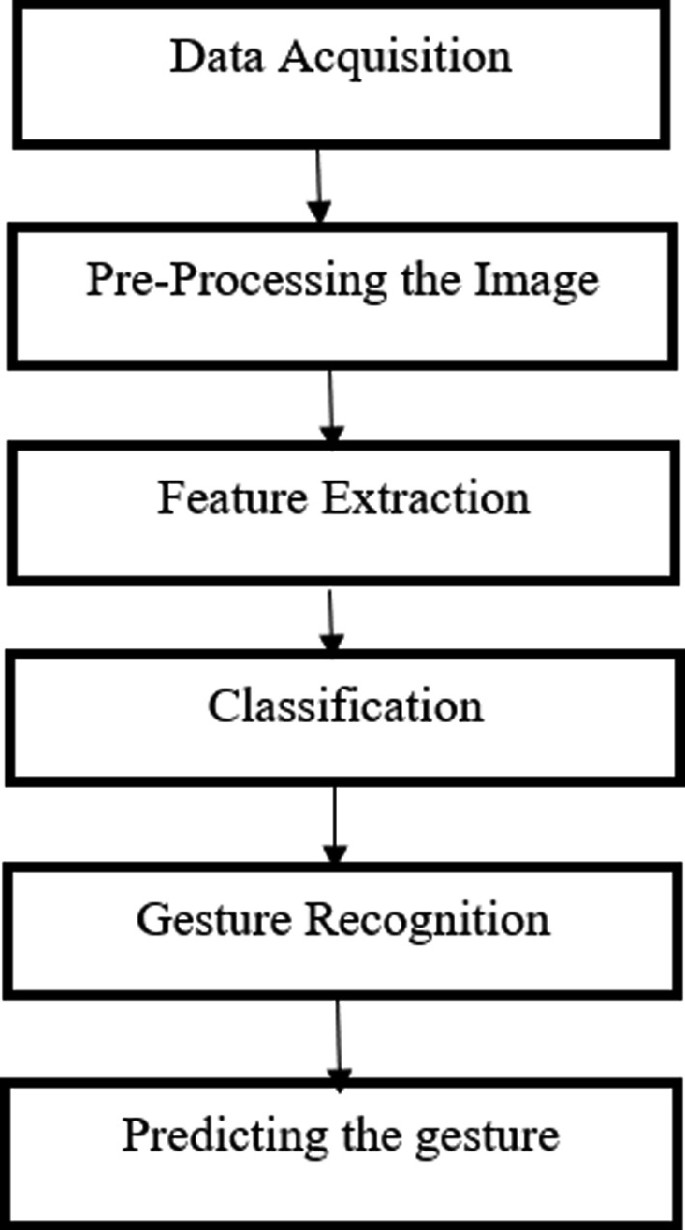 Data Acquisition
Pre-Processing the Image
Feature Extraction
Classification
Gesture Recognition
Predicting the gesture